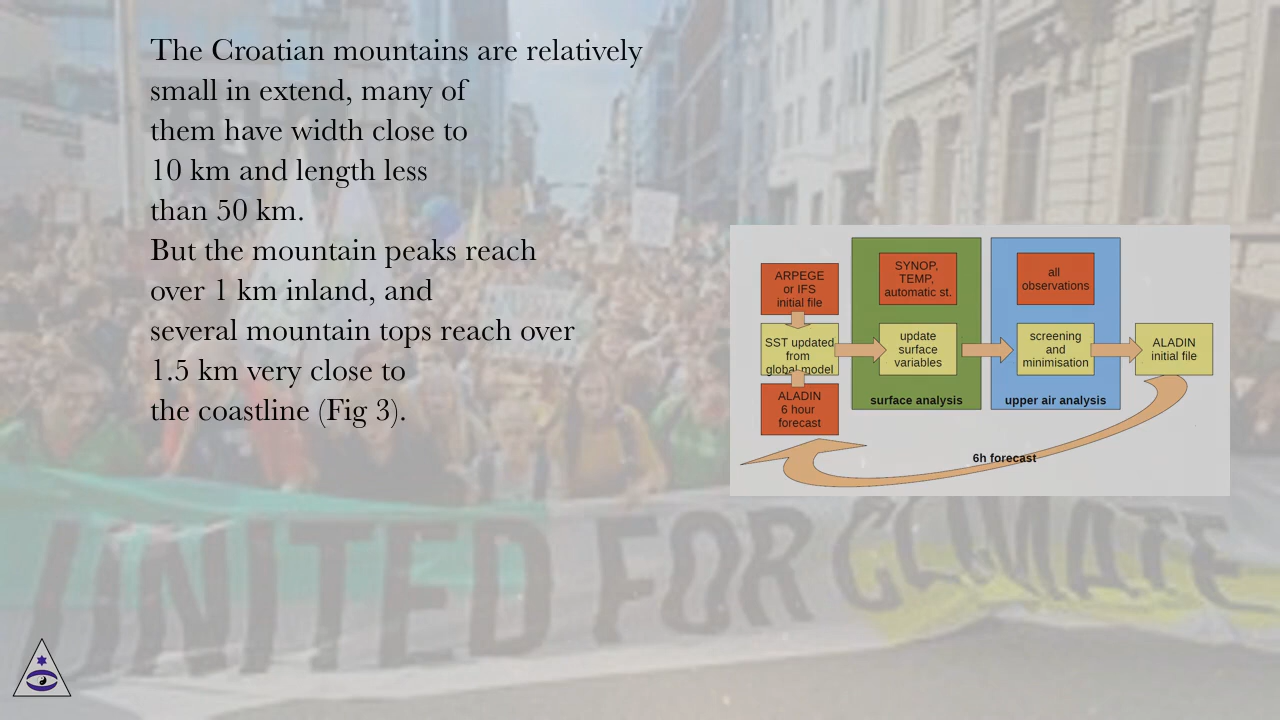 The Croatian mountains are relatively
small in extend, many of
them have width close to
10 km and length less
than 50 km.
But the mountain peaks reach
over 1 km inland, and
several mountain tops reach over
1.5 km very close to
the coastline (Fig 3).
ARPEGE
or IFS
initial file
SST updated
from
global model
ALADIN
6 hour
forecast
SYNOP,
TEMP,
automatic st.
update
surface
variables
surface analysis
all
observations
screening
and
minimisation
upper air analysis
ALADIN
initial file
6h forecast
UNITED FOR CLIMATE